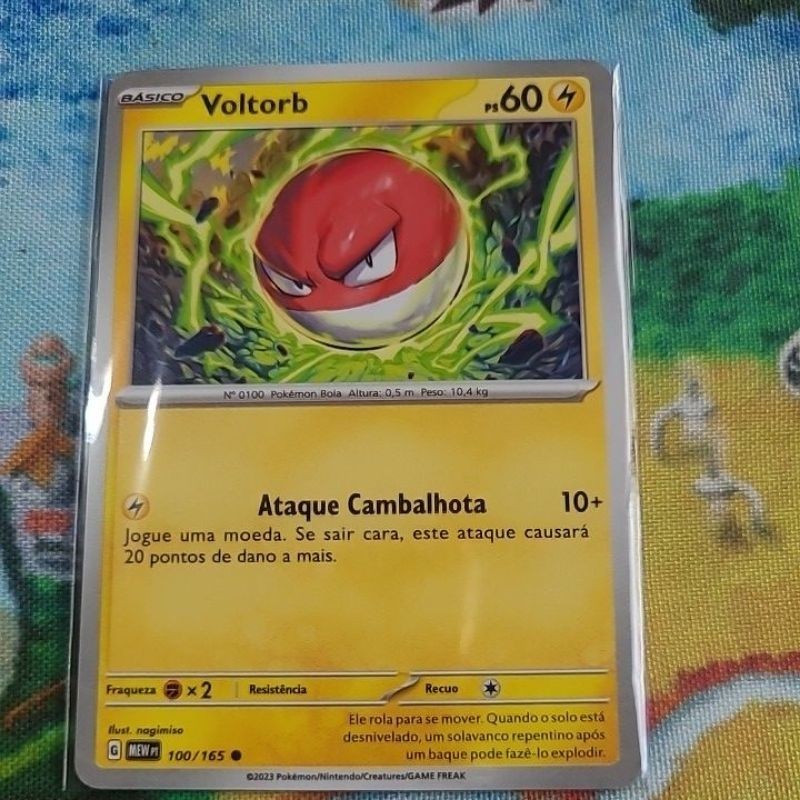 BÁSICO Voltorb PS 60
Nº 0100 Pokémon Bola Altura: 0,5 m Peso: 10,4 kg
Ataque Cambalhota 10+
Jogue uma moeda. Se sair cara, este ataque causará
20 pontos de dano a mais.
Fraqueza × 2 Resistência Recuo
Ilust. nagimiso
Ele rola para se mover. Quando o solo está
desnivelado, um solavanco repentino após
um baque pode fazê-lo explodir.
G MEW PT 100/165
©2023 Pokémon/Nintendo/Creatures/GAME FREAK